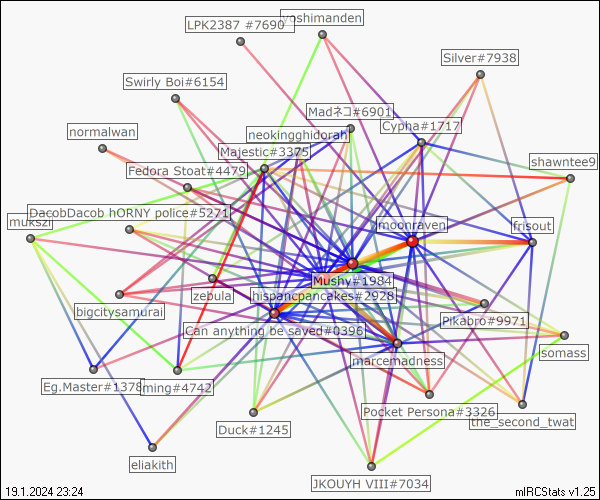 LPK2387 #7690
yoshimanden
Silver#7938
Swirly Boi#6154
Madネコ#6901
Cypha#1717
normalwan
neokingghidorah
Majestic#3375
shawntee9
Fedora Stoat#4479
DacobDacob hORNY police#5271
mukszi
moonraven
frisout
Mushy#1984
zebula
hispancpancakes#2928
bigcitysamurai
Can anything be saved#0396
Pikabro#9971
marcemadness
somass
Eg.Master#1378
ming#4742
Pocket Persona#3326
the_second_twat
Duck#1245
eliakith
JKOUYH VIII#7034
19.1.2024 23:24
mIRCStats v1.25